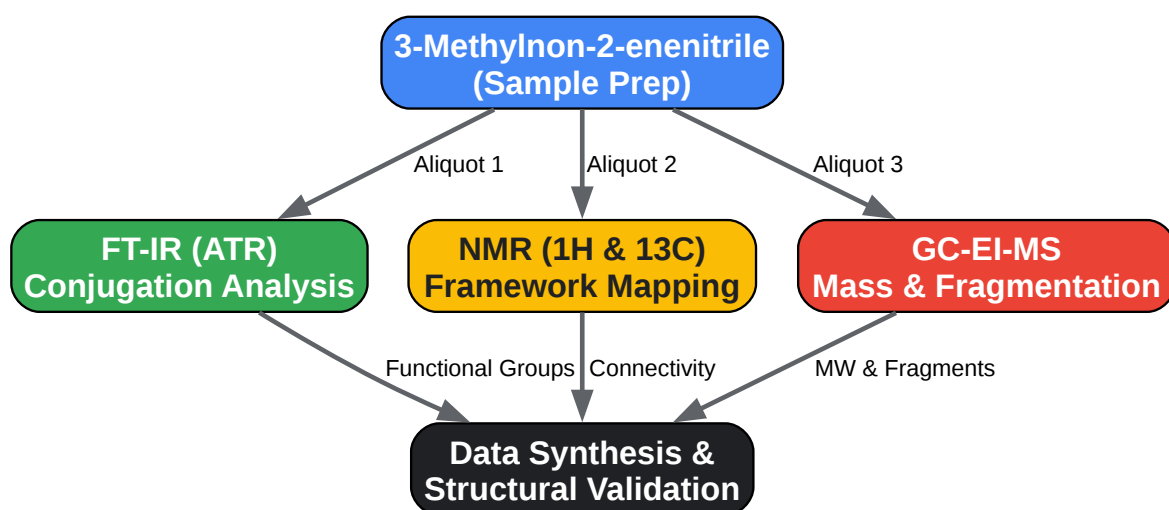 3-Methylnon-2-enenitrile
(Sample Prep)
Aliquot 1
Aliquot 2
Aliquot 3
FT-IR (ATR)
Conjugation Analysis
NMR (1H & 13C)
Framework Mapping
GC-EI-MS
Mass & Fragmentation
Functional Groups
Connectivity
MW & Fragments
Data Synthesis &
Structural Validation